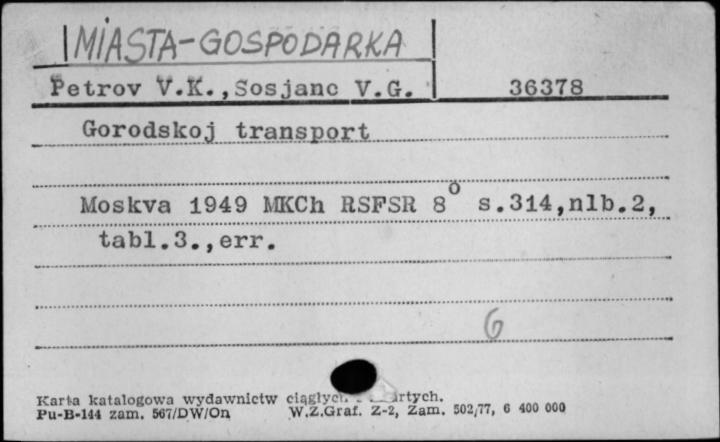 MIASTA-GOSPODARKA
Petrov V.K.,Sosjanc V.G. 36378
Gorodskoj transport
Moskva 1949 MKCh RSFSR 8° s.314,nlb.2,
tabl.3.,err.
6
Karta katalogowa wydawnictw
Pu-B-144 zam. 567/DW/On W.Z.Graf. Z-2, Zam. 502/77, 6 400 000